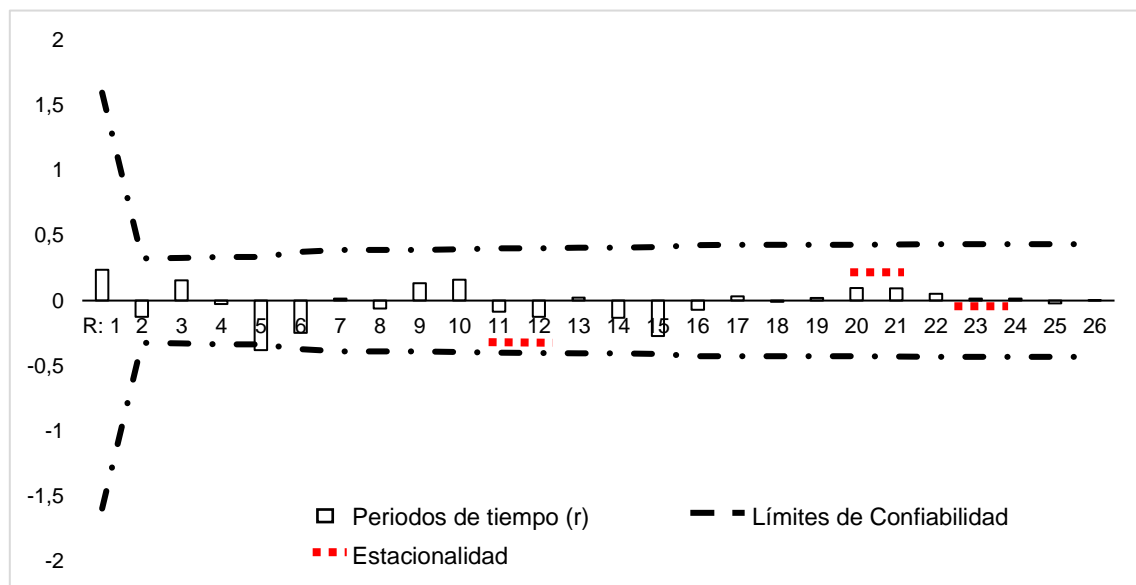 2
1,5
1
0,5
0
R: 1 2 3 4 5 6 7 8 9 10 11 12 13 14 15 16 17 18 19 20 21 22 23 24 25 26
-0,5
-1
-1,5
-2
Periodos de tiempo (r)
Límites de Confiabilidad
Estacionalidad